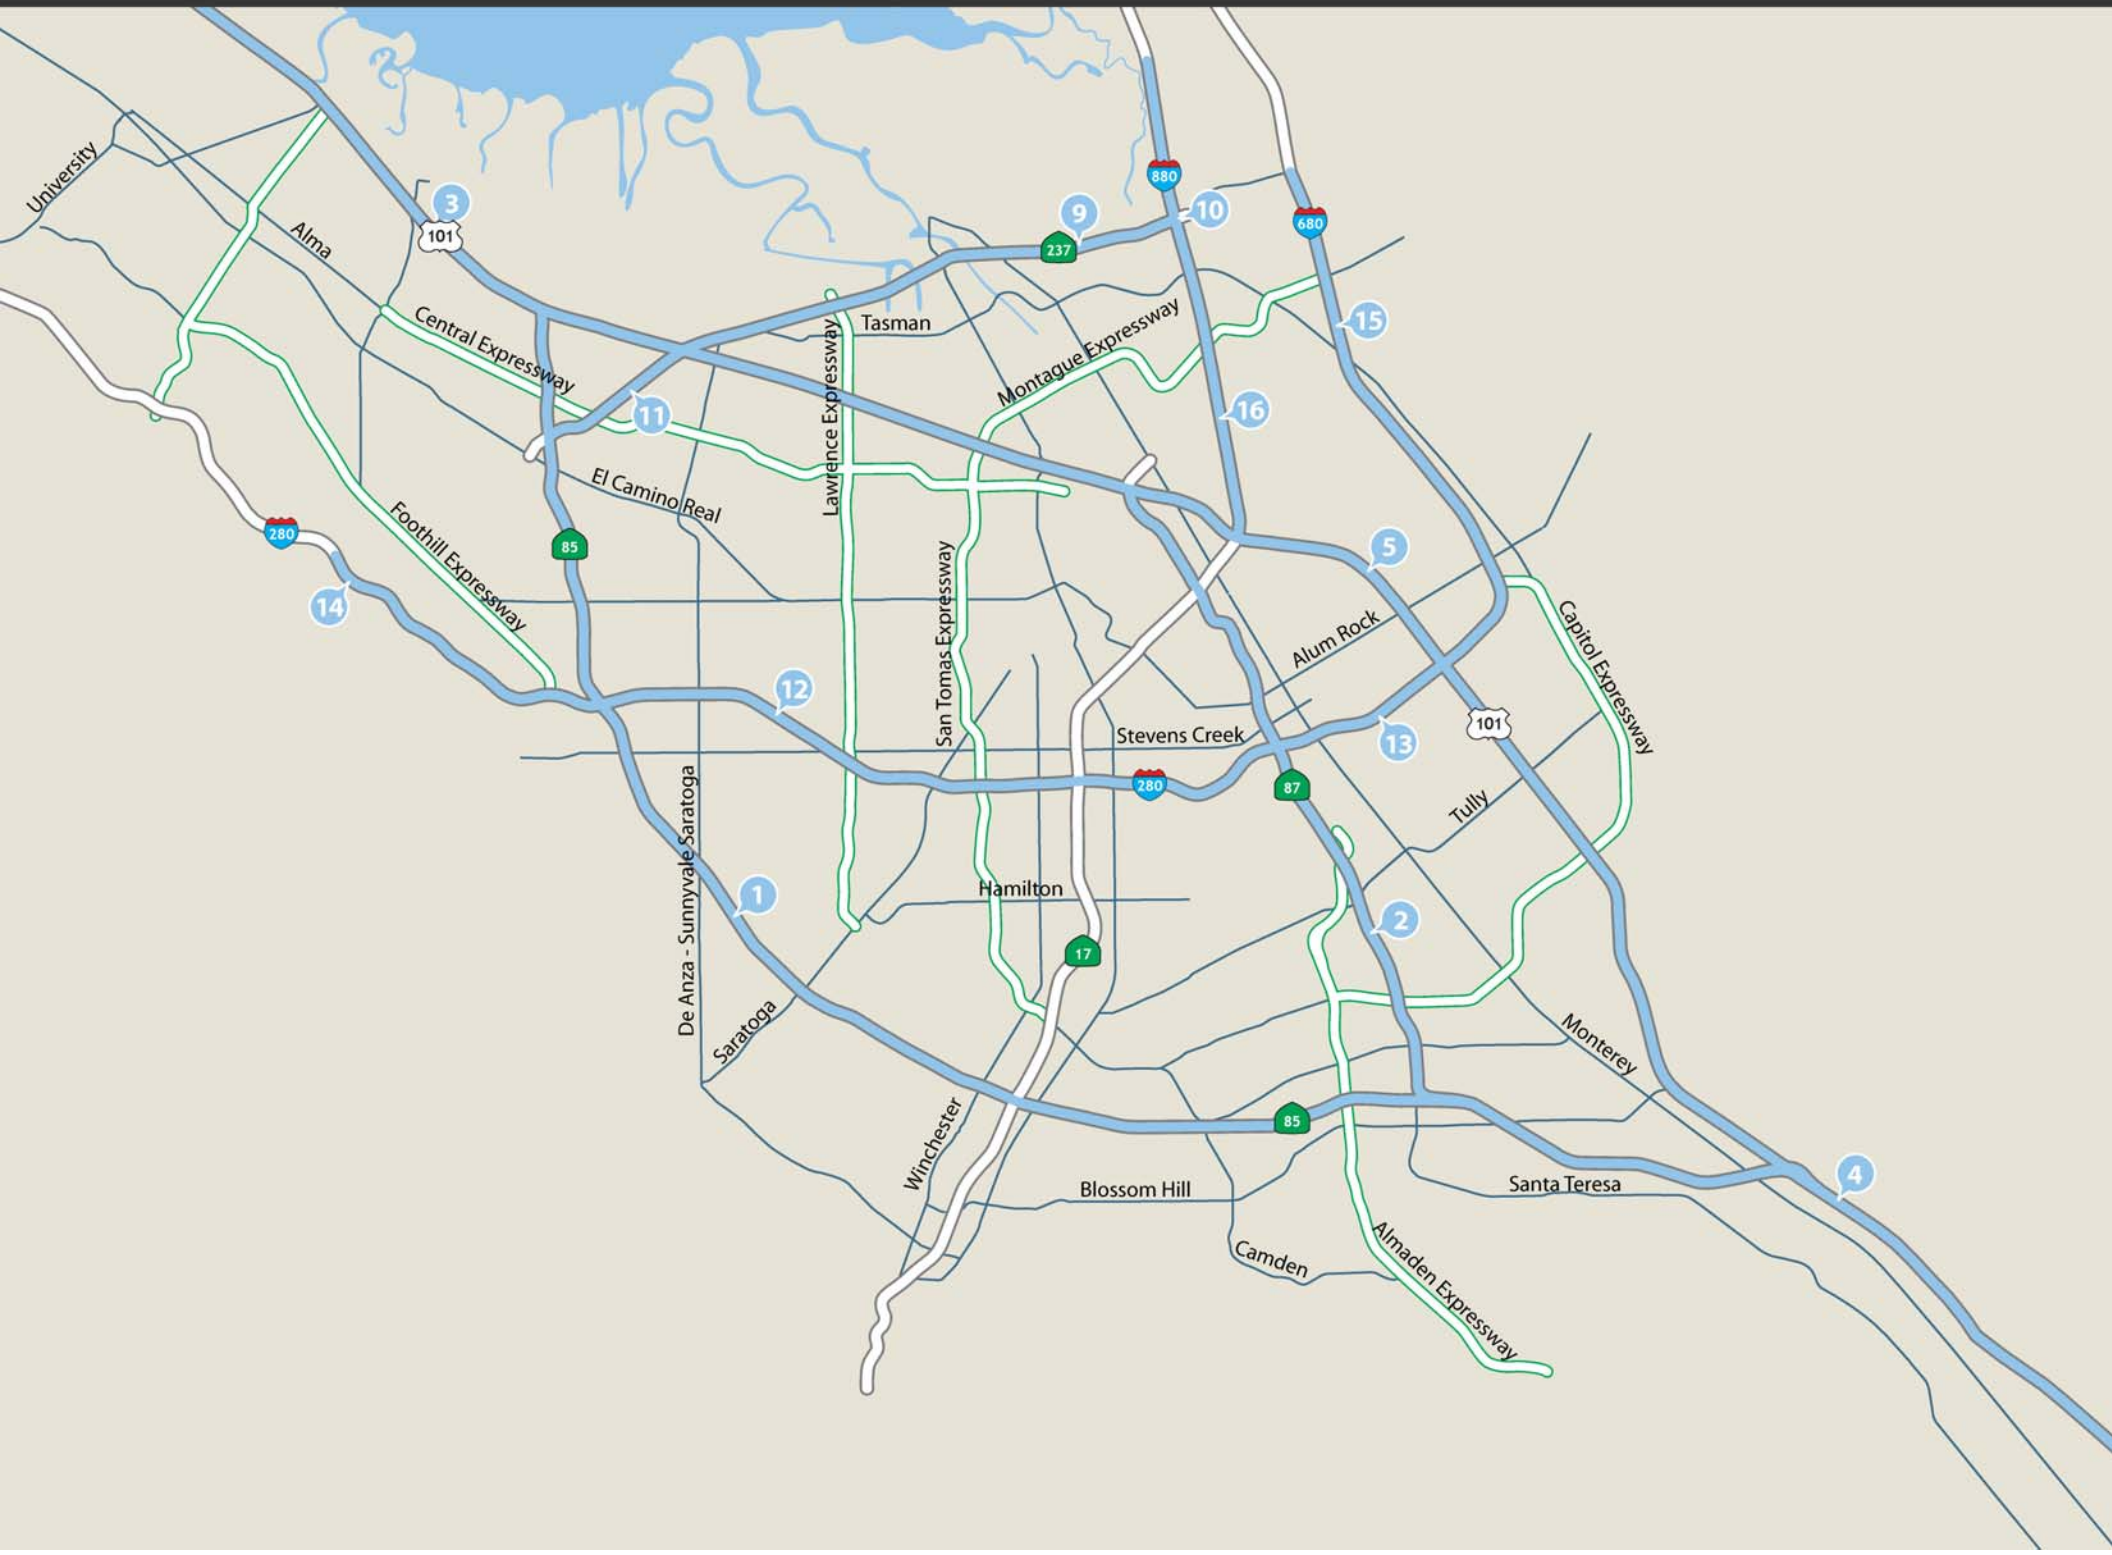 880
University
3
9
10
680
101
Alma
237
Tasman
15
Central Expressway
Lawrence Expressway
Montague Expressway
11
16
El Camino Real
280
Foothill Expressway
85
5
14
San Tomas Expressway
Alum Rock
Capitol Expressway
12
Stevens Creek
101
13
280
87
Tully
De Anza - Sunnyvale Saratoga
1
Hamilton
2
17
Saratoga
Monterey
Winchester
85
4
Blossom Hill
Santa Teresa
Camden
Almaden Expressway